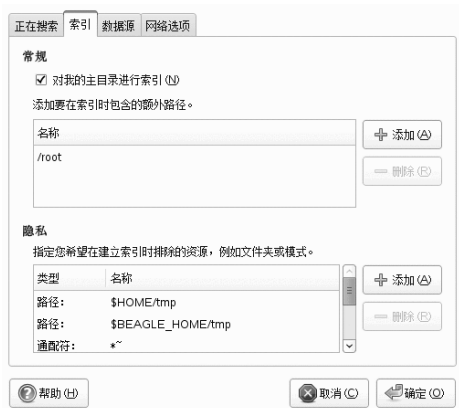 正在搜索 索引 数据源 网络选项
常规
对我的主目录进行索引(N)
添加要在索引时包含的额外路径。
名称
添加(A)
/root
删除(R)
隐私
指定您希望在建立索引时排除的资源，例如文件夹或模式。
类型 名称
添加(A)
路径： $HOME/tmp
路径： $BEAGLE_HOME/tmp
删除(R)
通配符： *~
帮助(H) 取消(C) 确定(O)